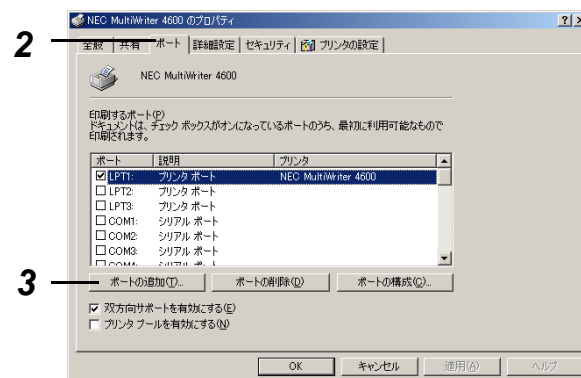 NEC MultiWriter 4600 のプロパティ
2
全般 共有 ポート 詳細設定 セキュリティ プリンタの設定
NEC MultiWriter 4600
印刷するポート(P)
ドキュメントは、チェック ボックスがオンになっているポートのうち、最初に利用可能なもので
印刷されます。
ポート 説明 プリンタ
LPT1: プリンタ ポート NEC MultiWriter 4600
LPT2: プリンタ ポート
LPT3: プリンタ ポート
COM1: シリアル ポート
COM2: シリアル ポート
COM3: シリアル ポート
COM4: シリアル ポート
3
ポートの追加(T)... ポートの削除(D) ポートの構成(C)...
双方向サポートを有効にする(E)
プリンタ プールを有効にする(N)
OK キャンセル 適用(A) ヘルプ